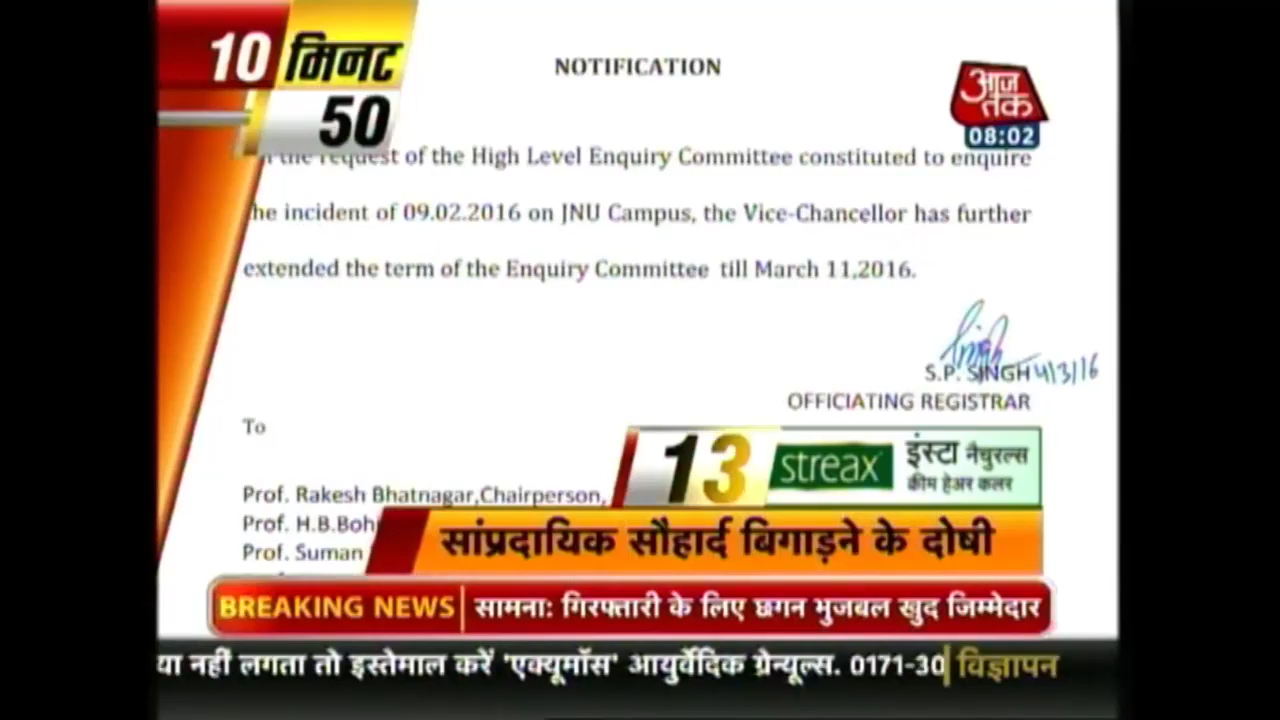 10 मिनट
50
NOTIFICATION
आज
तक
08:02
the request of the High Level Enquiry Committee constituted to enquire
he incident of 09.02.2016 on JNU Campus, the Vice-Chancellor has further
extended the term of the Enquiry Committee till March 11,2016.
S.P. SINGH 4/3/16
OFFICIATING REGISTRAR
To
13
streax
इंस्टा नैचुरल्स
क्रीम हेअर कलर
Prof. Rakesh Bhatnagar,Chairperson,
Prof. H.B.Boh
Prof. Suman
सांप्रदायिक सौहार्द बिगाड़ने के दोषी
BREAKING NEWS सामना: गिरफ्तारी के लिए छगन भुजबल खुद जिम्मेदार
या नहीं लगता तो इस्तेमाल करें 'एक्यूमॉस' आयुर्वेदिक ग्रेन्यूल्स. 0171-30 विज्ञापन